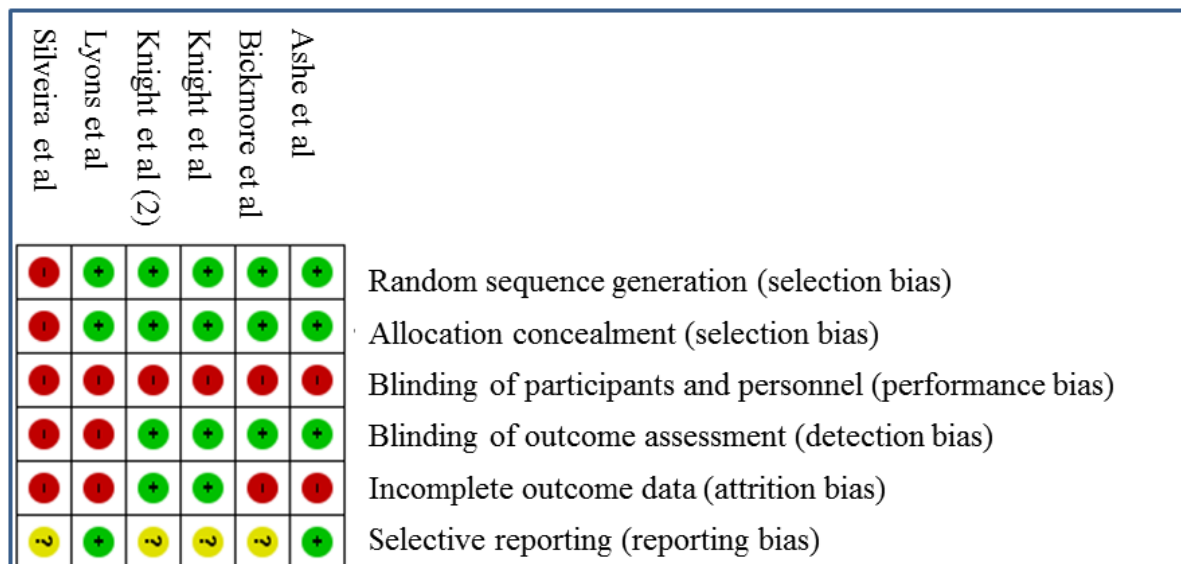 Silveira et al
Lyons et al
Knight et al (2)
Knight et al
Bickmore et al
Ashe et al
- + + + + + Random sequence generation (selection bias)
- + + + + + Allocation concealment (selection bias)
- - - - - - Blinding of participants and personnel (performance bias)
- - + + + + Blinding of outcome assessment (detection bias)
- - + + - - Incomplete outcome data (attrition bias)
? + ? ? ? + Selective reporting (reporting bias)